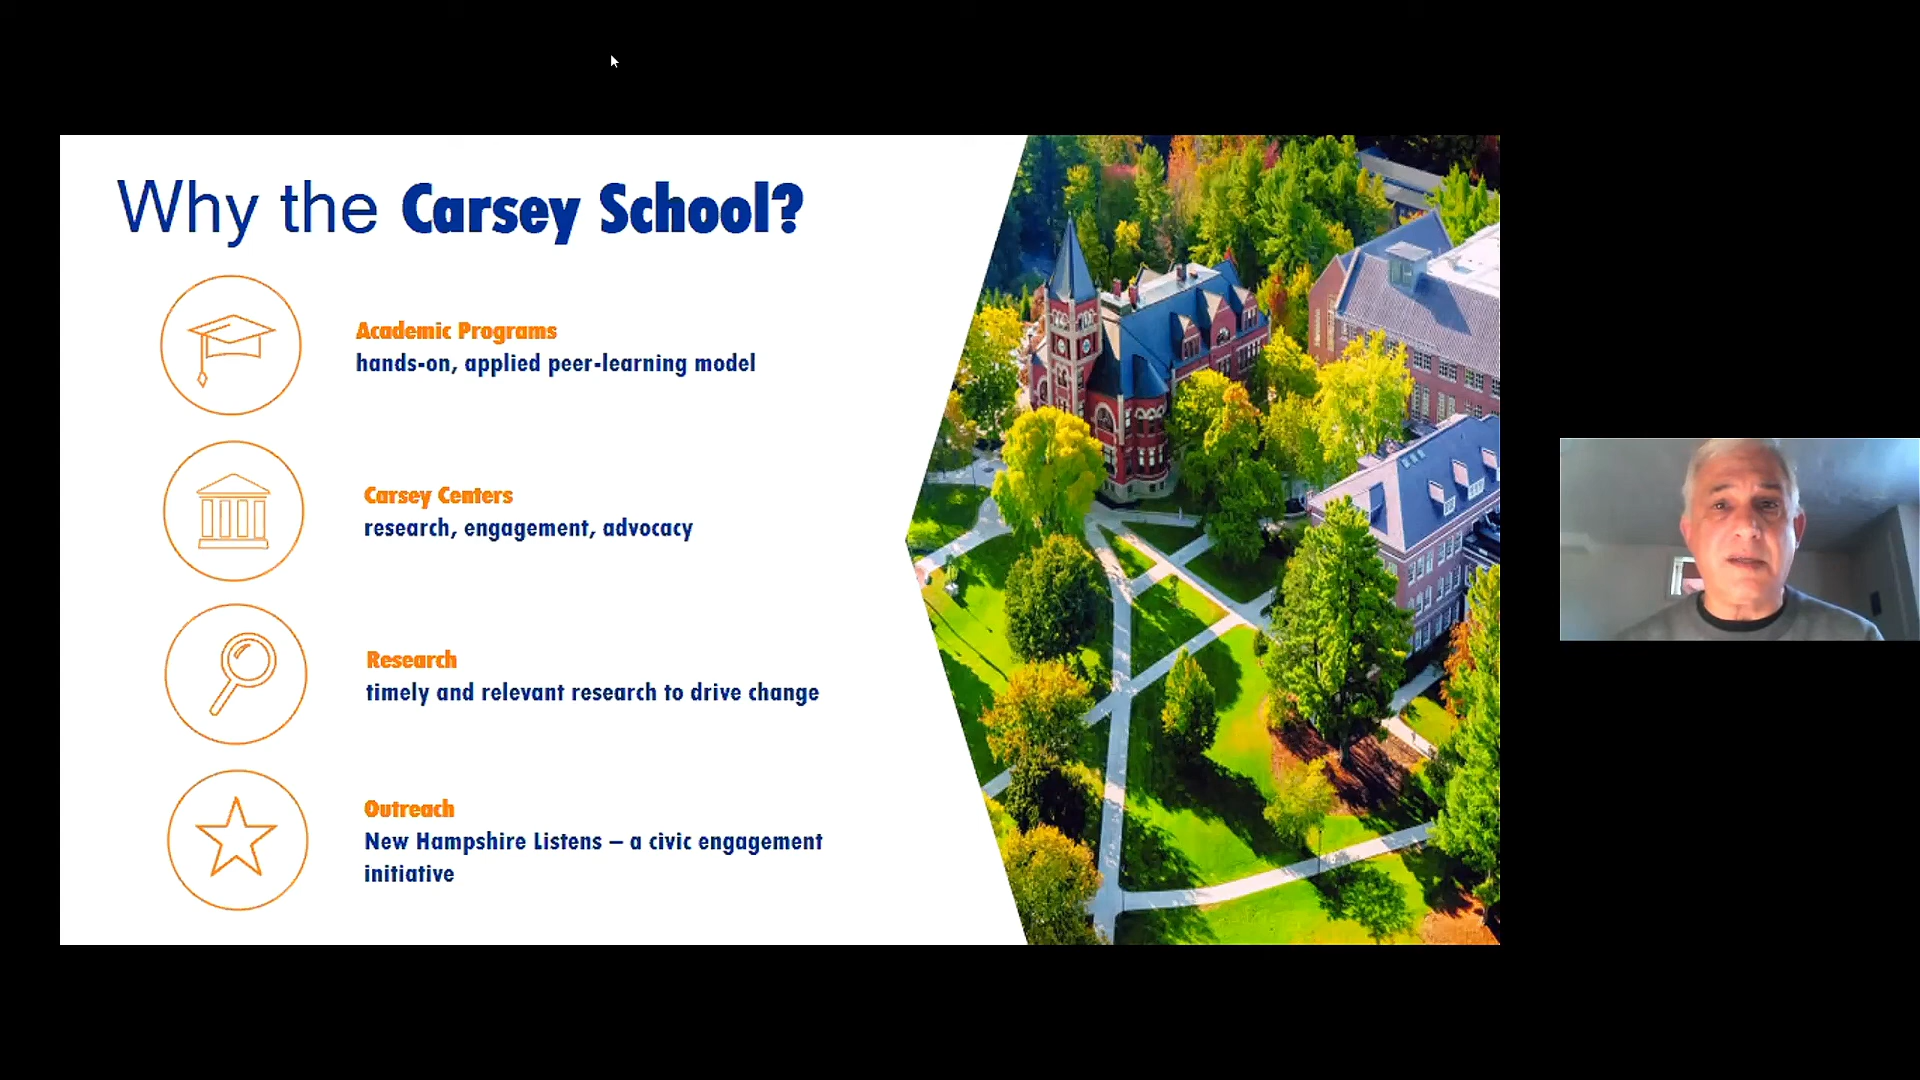 Why the Carsey School?
Academic Programs
hands-on, applied peer-learning model
Carsey Centers
research, engagement, advocacy
Research
timely and relevant research to drive change
Outreach
New Hampshire Listens – a civic engagement
initiative